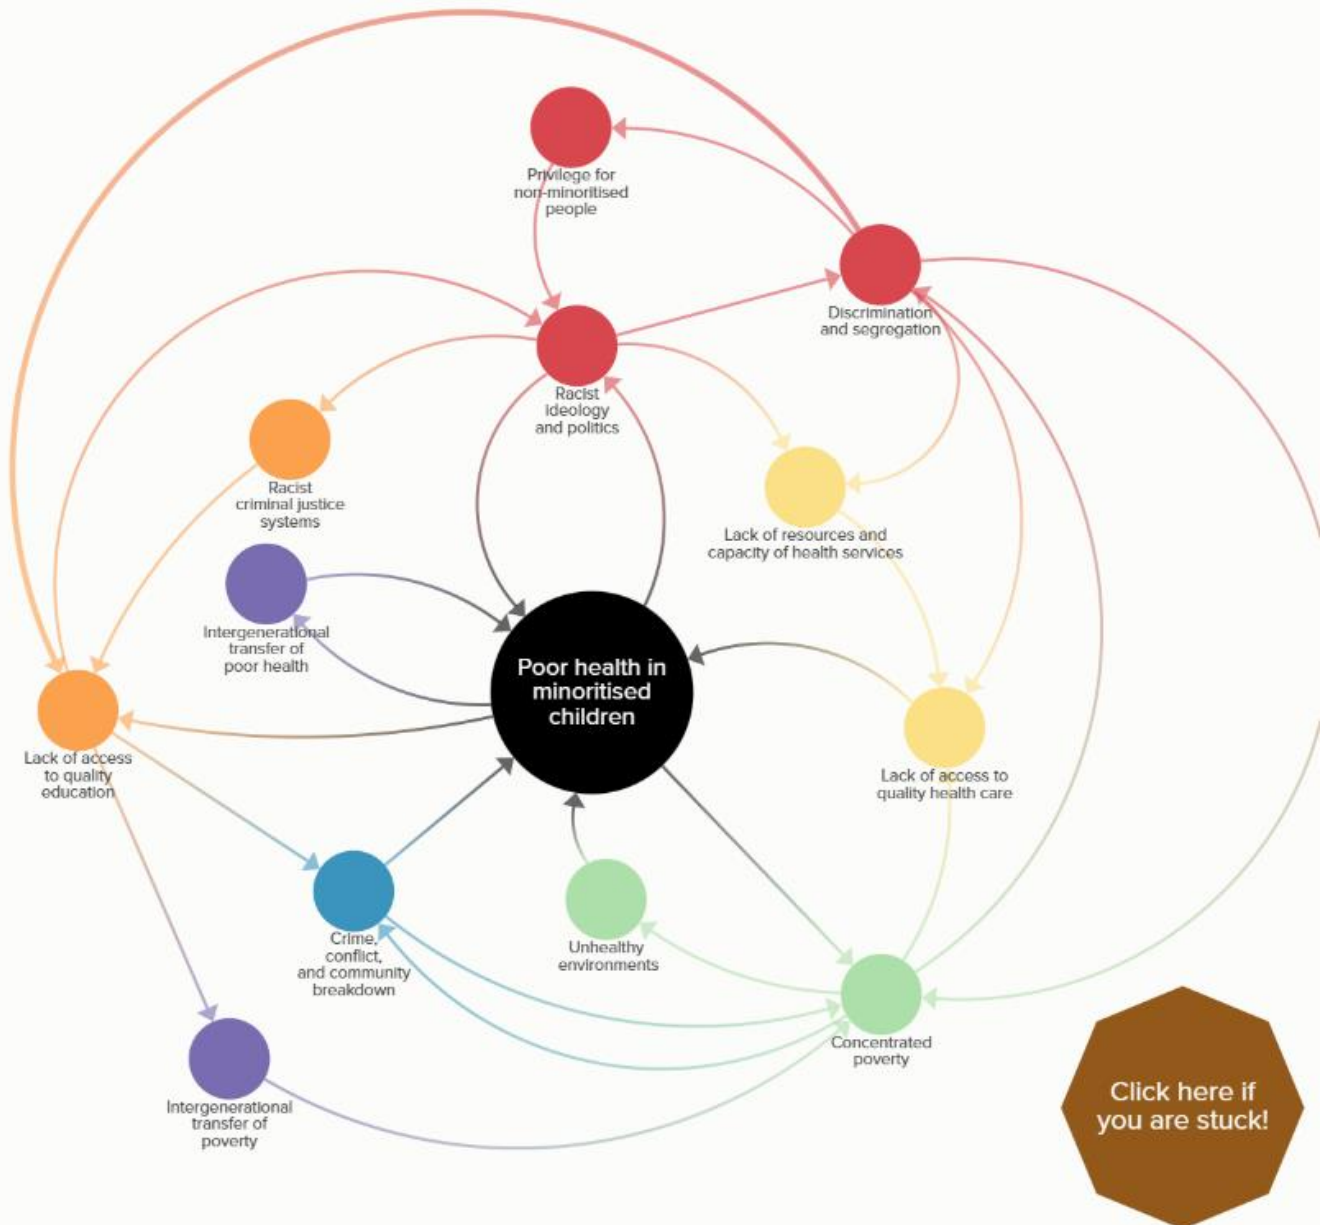 Privilege for
non-minoritised
people
Discrimination
and segregation
Racist
ideology
and politics
Racist
criminal justice
systems
Lack of resources and
capacity of health services
Intergenerational
transfer of
poor health
Poor health in
minoritised
children
Lack of access
to quality
education
Lack of access to
quality health care
Crime,
conflict,
and community
breakdown
Unhealthy
environments
Concentrated
poverty
Intergenerational
transfer of
poverty
Click here if
you are stuck!